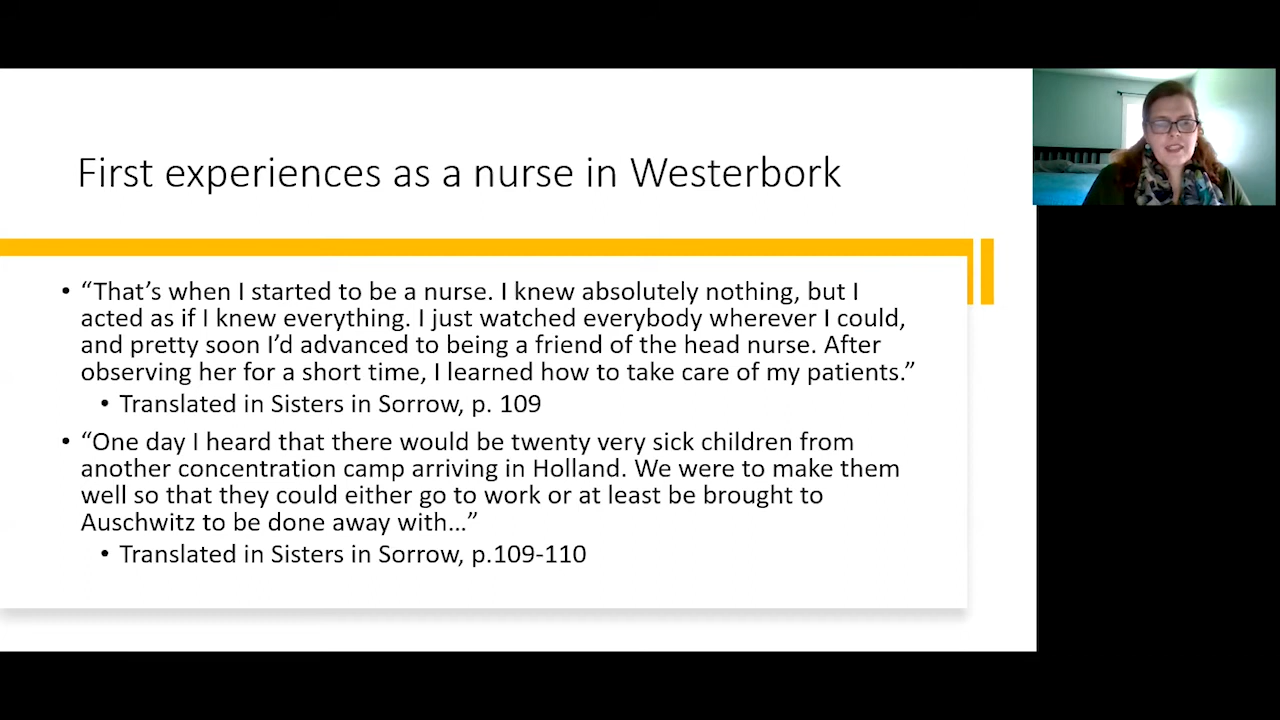 First experiences as a nurse in Westerbork
• “That’s when I started to be a nurse. I knew absolutely nothing, but I
acted as if I knew everything. I just watched everybody wherever I could,
and pretty soon I’d advanced to being a friend of the head nurse. After
observing her for a short time, I learned how to take care of my patients.”
• Translated in Sisters in Sorrow, p. 109
• “One day I heard that there would be twenty very sick children from
another concentration camp arriving in Holland. We were to make them
well so that they could either go to work or at least be brought to
Auschwitz to be done away with…”
• Translated in Sisters in Sorrow, p.109-110